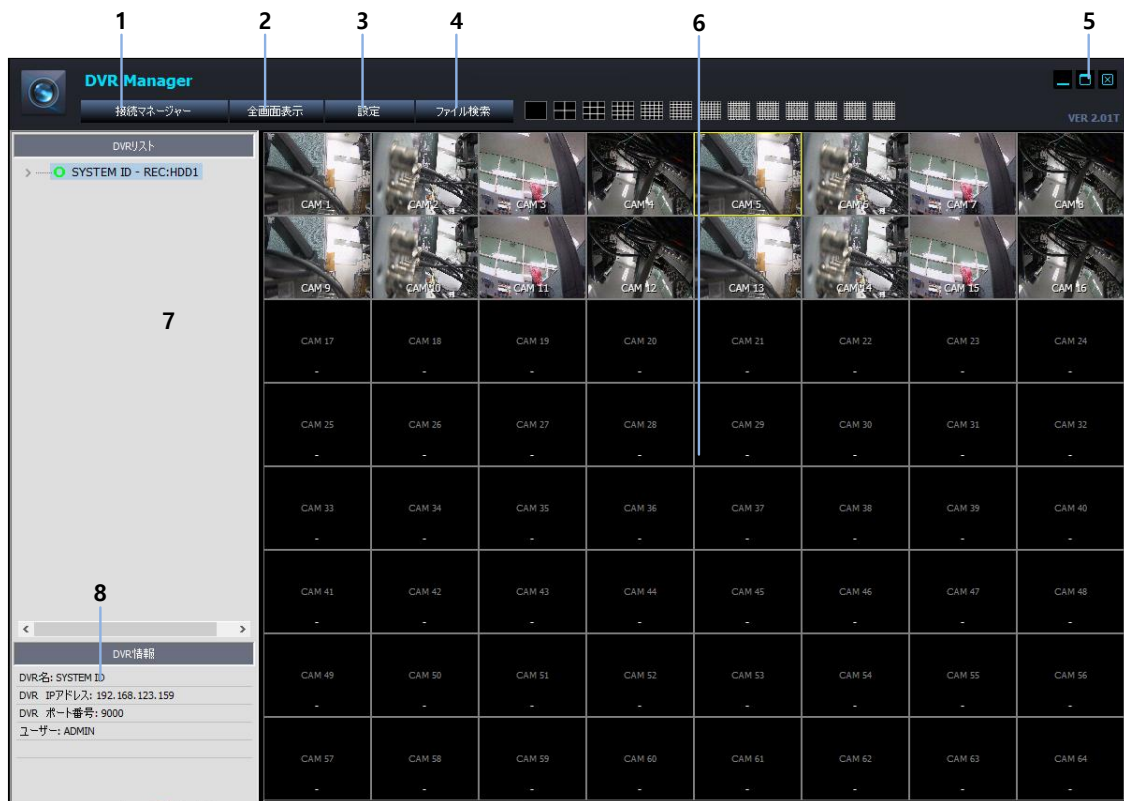 1 2 3 4 6 5
DVR Manager
接続マネージャー 全画面表示 設定 ファイル検索
VER 2.01T
DVRリスト
SYSTEM ID - REC:HDD1
CAM 1 CAM 2 CAM 3 CAM 4 CAM 5 CAM 6 CAM 7 CAM 8
CAM 9 CAM 10 CAM 11 CAM 12 CAM 13 CAM 14 CAM 15 CAM 16
7
CAM 17 CAM 18 CAM 19 CAM 20 CAM 21 CAM 22 CAM 23 CAM 24
- - - - - - - -
CAM 25 CAM 26 CAM 27 CAM 28 CAM 29 CAM 30 CAM 31 CAM 32
- - - - - - - -
CAM 33 CAM 34 CAM 35 CAM 36 CAM 37 CAM 38 CAM 39 CAM 40
- - - - - - - -
CAM 41 CAM 42 CAM 43 CAM 44 CAM 45 CAM 46 CAM 47 CAM 48
- - - - - - - -
CAM 49 CAM 50 CAM 51 CAM 52 CAM 53 CAM 54 CAM 55 CAM 56
- - - - - - - -
CAM 57 CAM 58 CAM 59 CAM 60 CAM 61 CAM 62 CAM 63 CAM 64
- - - - - - - -
8
DVR情報
DVR名: SYSTEM ID
DVR IPアドレス: 192.168.123.159
DVR ポート番号: 9000
ユーザー: ADMIN